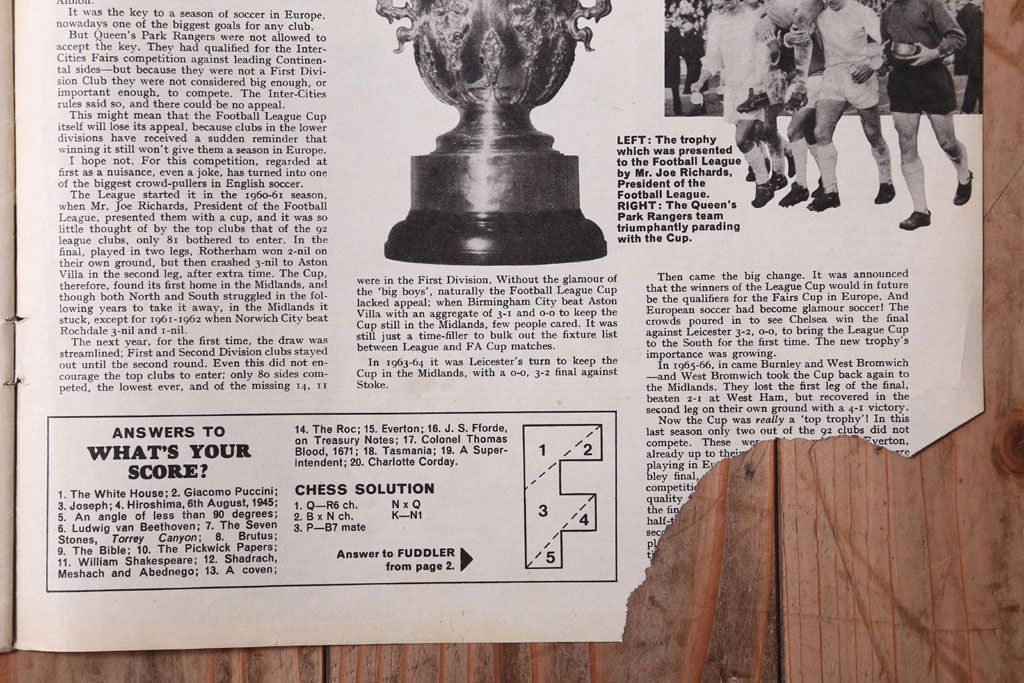 Albion.
It was the key to a season of soccer in Europe,
nowadays one of the biggest goals for any club.
But Queen's Park Rangers were not allowed to
accept the key. They had qualified for the Inter-
Cities Fairs competition against leading Continen-
tal sides—but because they were not a First Divi-
sion Club they were not considered big enough, or
important enough, to compete. The Inter-Cities
rules said so, and there could be no appeal.
This might mean that the Football League Cup
itself will lose its appeal, because clubs in the lower
divisions have received a sudden reminder that
winning it still won't give them a season in Europe.
I hope not. For this competition, regarded at
first as a nuisance, even a joke, has turned into one
of the biggest crowd-pullers in English soccer.
The League started it in the 1960-61 season,
when Mr. Joe Richards, President of the Football
League, presented them with a cup, and it was so
little thought of by the top clubs that of the 92
league clubs, only 81 bothered to enter. In the
final, played in two legs, Rotherham won 2-nil on
their own ground, but then crashed 3-nil to Aston
Villa in the second leg, after extra time. The Cup,
therefore, found its first home in the Midlands, and
though both North and South struggled in the fol-
lowing years to take it away, in the Midlands it
stuck, except for 1961-1962 when Norwich City beat
Rochdale 3-nil and 1-nil.
The next year, for the first time, the draw was
streamlined; First and Second Division clubs stayed
out until the second round. Even this did not en-
courage the top clubs to enter; only 80 sides com-
peted, the lowest ever, and of the missing 14, 11
were in the First Division. Without the glamour of
the 'big boys', naturally the Football League Cup
lacked appeal; when Birmingham City beat Aston
Villa with an aggregate of 3-1 and 0-0 to keep the
Cup still in the Midlands, few people cared. It was
still just a time-filler to bulk out the fixture list
between League and FA Cup matches.
In 1963-64 it was Leicester's turn to keep the
Cup in the Midlands, with a 0-0, 3-2 final against
Stoke.
LEFT: The trophy
which was presented
to the Football League
by Mr. Joe Richards,
President of the
Football League.
RIGHT: The Queen's
Park Rangers team
triumphantly parading
with the Cup.
Then came the big change. It was announced
that the winners of the League Cup would in future
be the qualifiers for the Fairs Cup in Europe. And
European soccer had become glamour soccer! The
crowds poured in to see Chelsea win the final
against Leicester 3-2, 0-0, to bring the League Cup
to the South for the first time. The new trophy's
importance was growing.
In 1965-66, in came Burnley and West Bromwich
—and West Bromwich took the Cup back again to
the Midlands. They lost the first leg of the final,
beaten 2-1 at West Ham, but recovered in the
second leg on their own ground with a 4-1 victory.
Now the Cup was really a 'top trophy'! In this
last season only two out of the 92 clubs did not
compete. These Everton,
already up to their
playing in
bley final,
quality
the
half-
ANSWERS TO
WHAT'S YOUR
SCORE?
1. The White House; 2. Giacomo Puccini;
3. Joseph; 4. Hiroshima, 6th August, 1945;
5. An angle of less than 90 degrees;
6. Ludwig van Beethoven; 7. The Seven
Stones, Torrey Canyon; 8. Brutus;
9. The Bible; 10. The Pickwick Papers;
11. William Shakespeare; 12. Shadrach,
Meshach and Abednego; 13. A coven;
14. The Roc; 15. Everton; 16. J. S. Fforde,
on Treasury Notes; 17. Colonel Thomas
Blood, 1671; 18. Tasmania; 19. A Super-
intendent; 20. Charlotte Corday.
CHESS SOLUTION
1. Q—R6 ch. N x Q
2. B x N ch. K—N1
3. P—B7 mate
Answer to FUDDLER
from page 2.
1 2
3
4
5